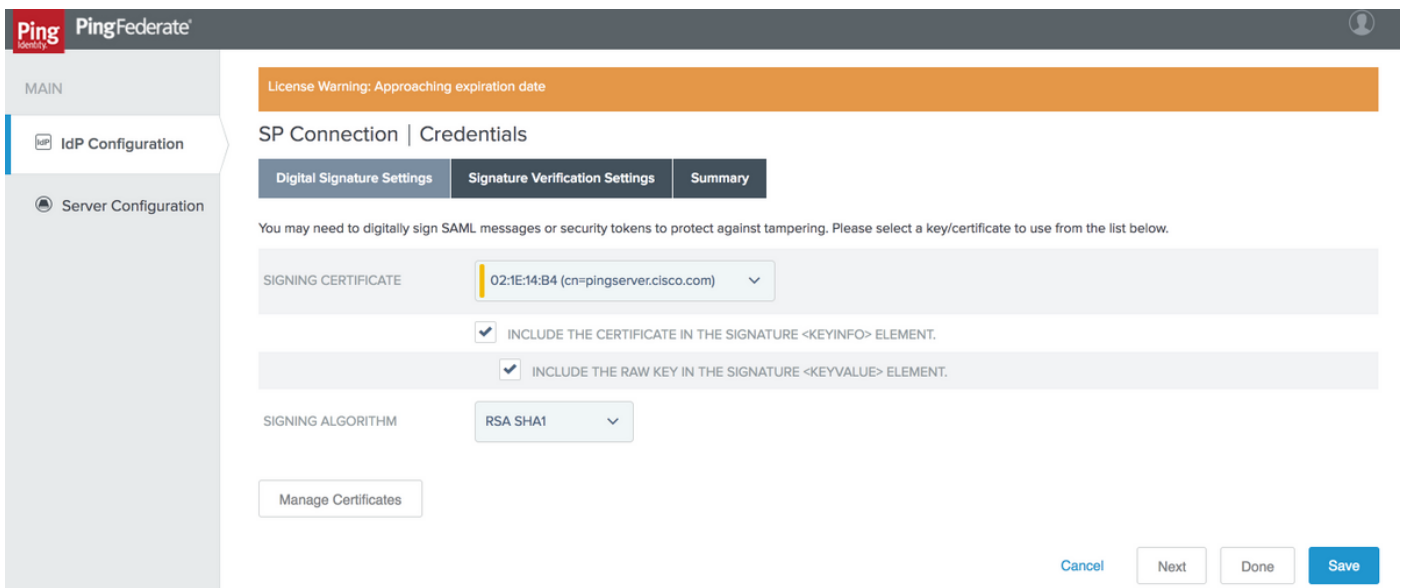 Ping
Identity.
PingFederate®
MAIN
IdP
IdP Configuration
Server Configuration
License Warning: Approaching expiration date
SP Connection | Credentials
Digital Signature Settings
Signature Verification Settings
Summary
You may need to digitally sign SAML messages or security tokens to protect against tampering. Please select a key/certificate to use from the list below.
SIGNING CERTIFICATE
02:1E:14:B4 (cn=pingserver.cisco.com)
INCLUDE THE CERTIFICATE IN THE SIGNATURE <KEYINFO> ELEMENT.
INCLUDE THE RAW KEY IN THE SIGNATURE <KEYVALUE> ELEMENT.
SIGNING ALGORITHM
RSA SHA1
Manage Certificates
Cancel
Next
Done
Save